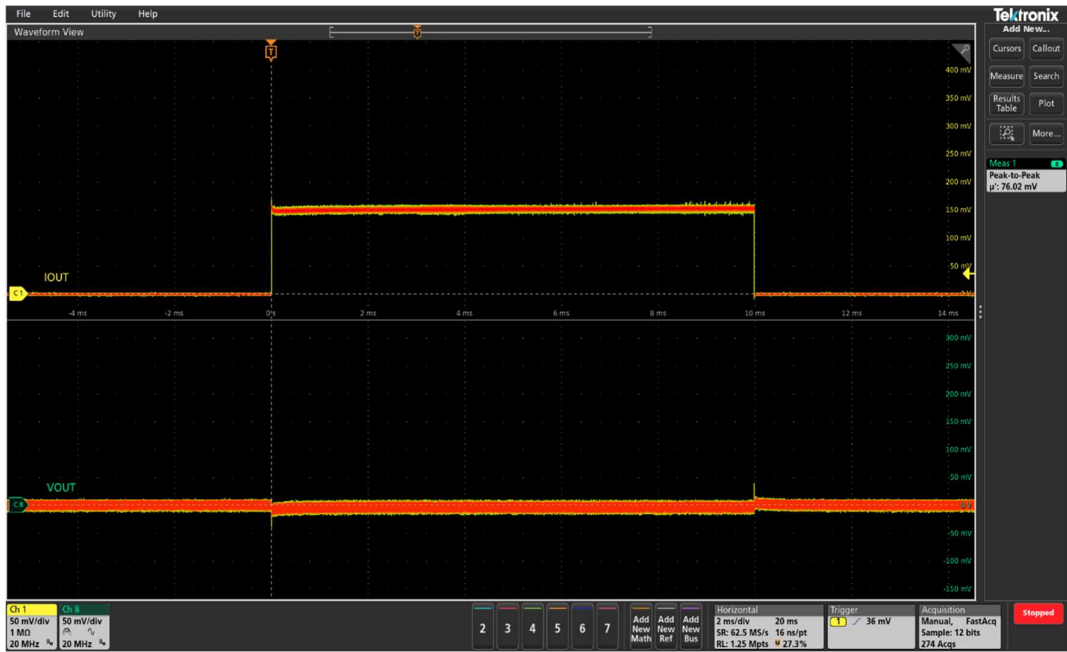 File Edit Utility Help
Tektronix
Waveform View
Add New...
T
T
Cursors Callout
Measure Search
Results Table Plot
More...
Meas 1 8
Peak-to-Peak
µ': 76.02 mV
400 mV
350 mV
300 mV
250 mV
200 mV
150 mV
100 mV
50 mV
0 V
IOUT
C1
-4 ms -2 ms 0 s 2 ms 4 ms 6 ms 8 ms 10 ms 12 ms 14 ms
300 mV
250 mV
200 mV
150 mV
100 mV
50 mV
-50 mV
-100 mV
-150 mV
VOUT
C8
Ch 1
50 mV/div
1 MΩ
20 MHz
Ch 8
50 mV/div
20 MHz
2 3 4 5 6 7
Add New Math
Add New Ref
Add New Bus
Horizontal
2 ms/div 20 ms
SR: 62.5 MS/s 16 ns/pt
RL: 1.25 Mpts 27.3%
Trigger
1 36 mV
Acquisition
Manual, FastAcq
Sample: 12 bits
274 Acqs
Stopped